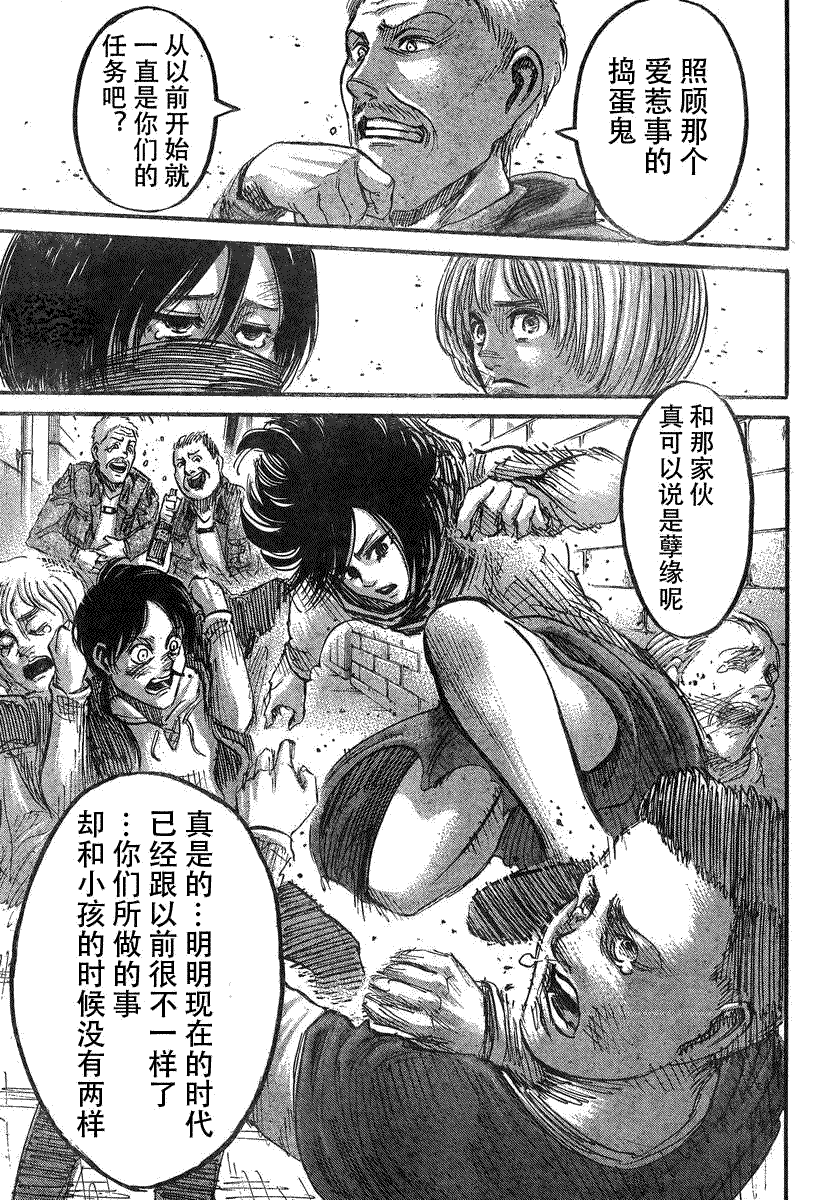 照顾那个
爱惹事的
捣蛋鬼
从以前开始就
一直是你们的
任务吧？
和那家伙
真可以说是孽缘呢
真是的…明明现在的时代
已经跟以前很不一样了
…你们所做的事
却和小孩的时候没有两样